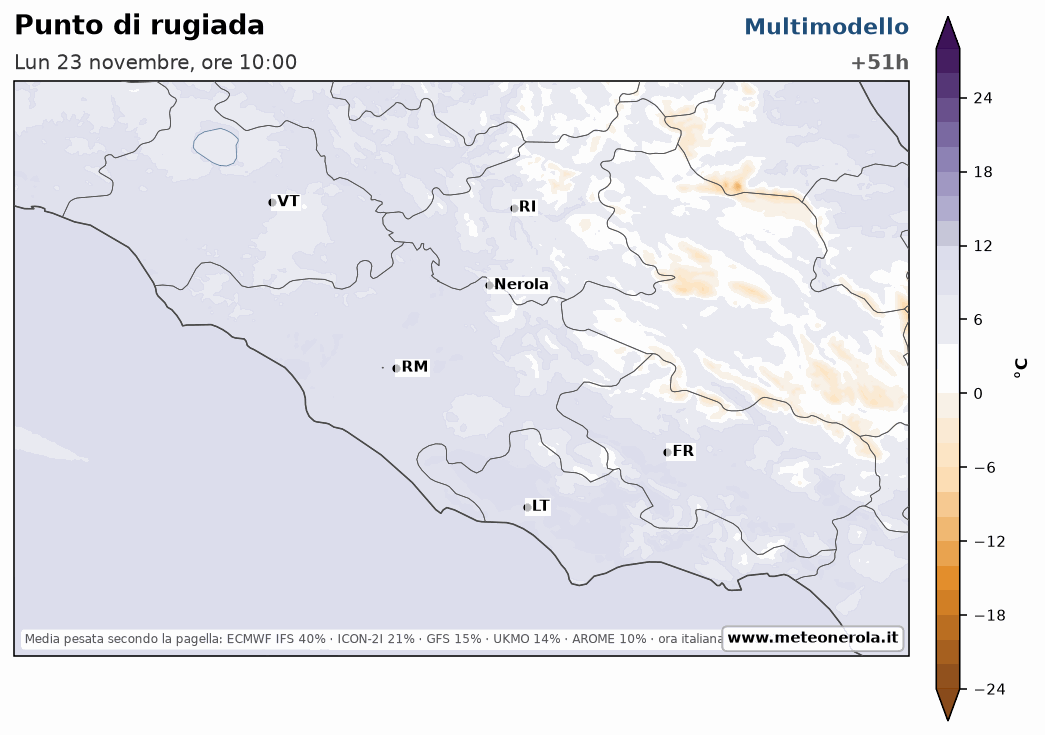 Punto di rugiada
Multimodello
Lun 23 novembre, ore 10:00
+51h
VT
RI
Nerola
RM
FR
LT
24
18
12
6
0
−6
−12
−18
−24
°C
Media pesata secondo la pagella: ECMWF IFS 40% · ICON-2I 21% · GFS 15% · UKMO 14% · AROME 10% · ora italiana
www.meteonerola.it